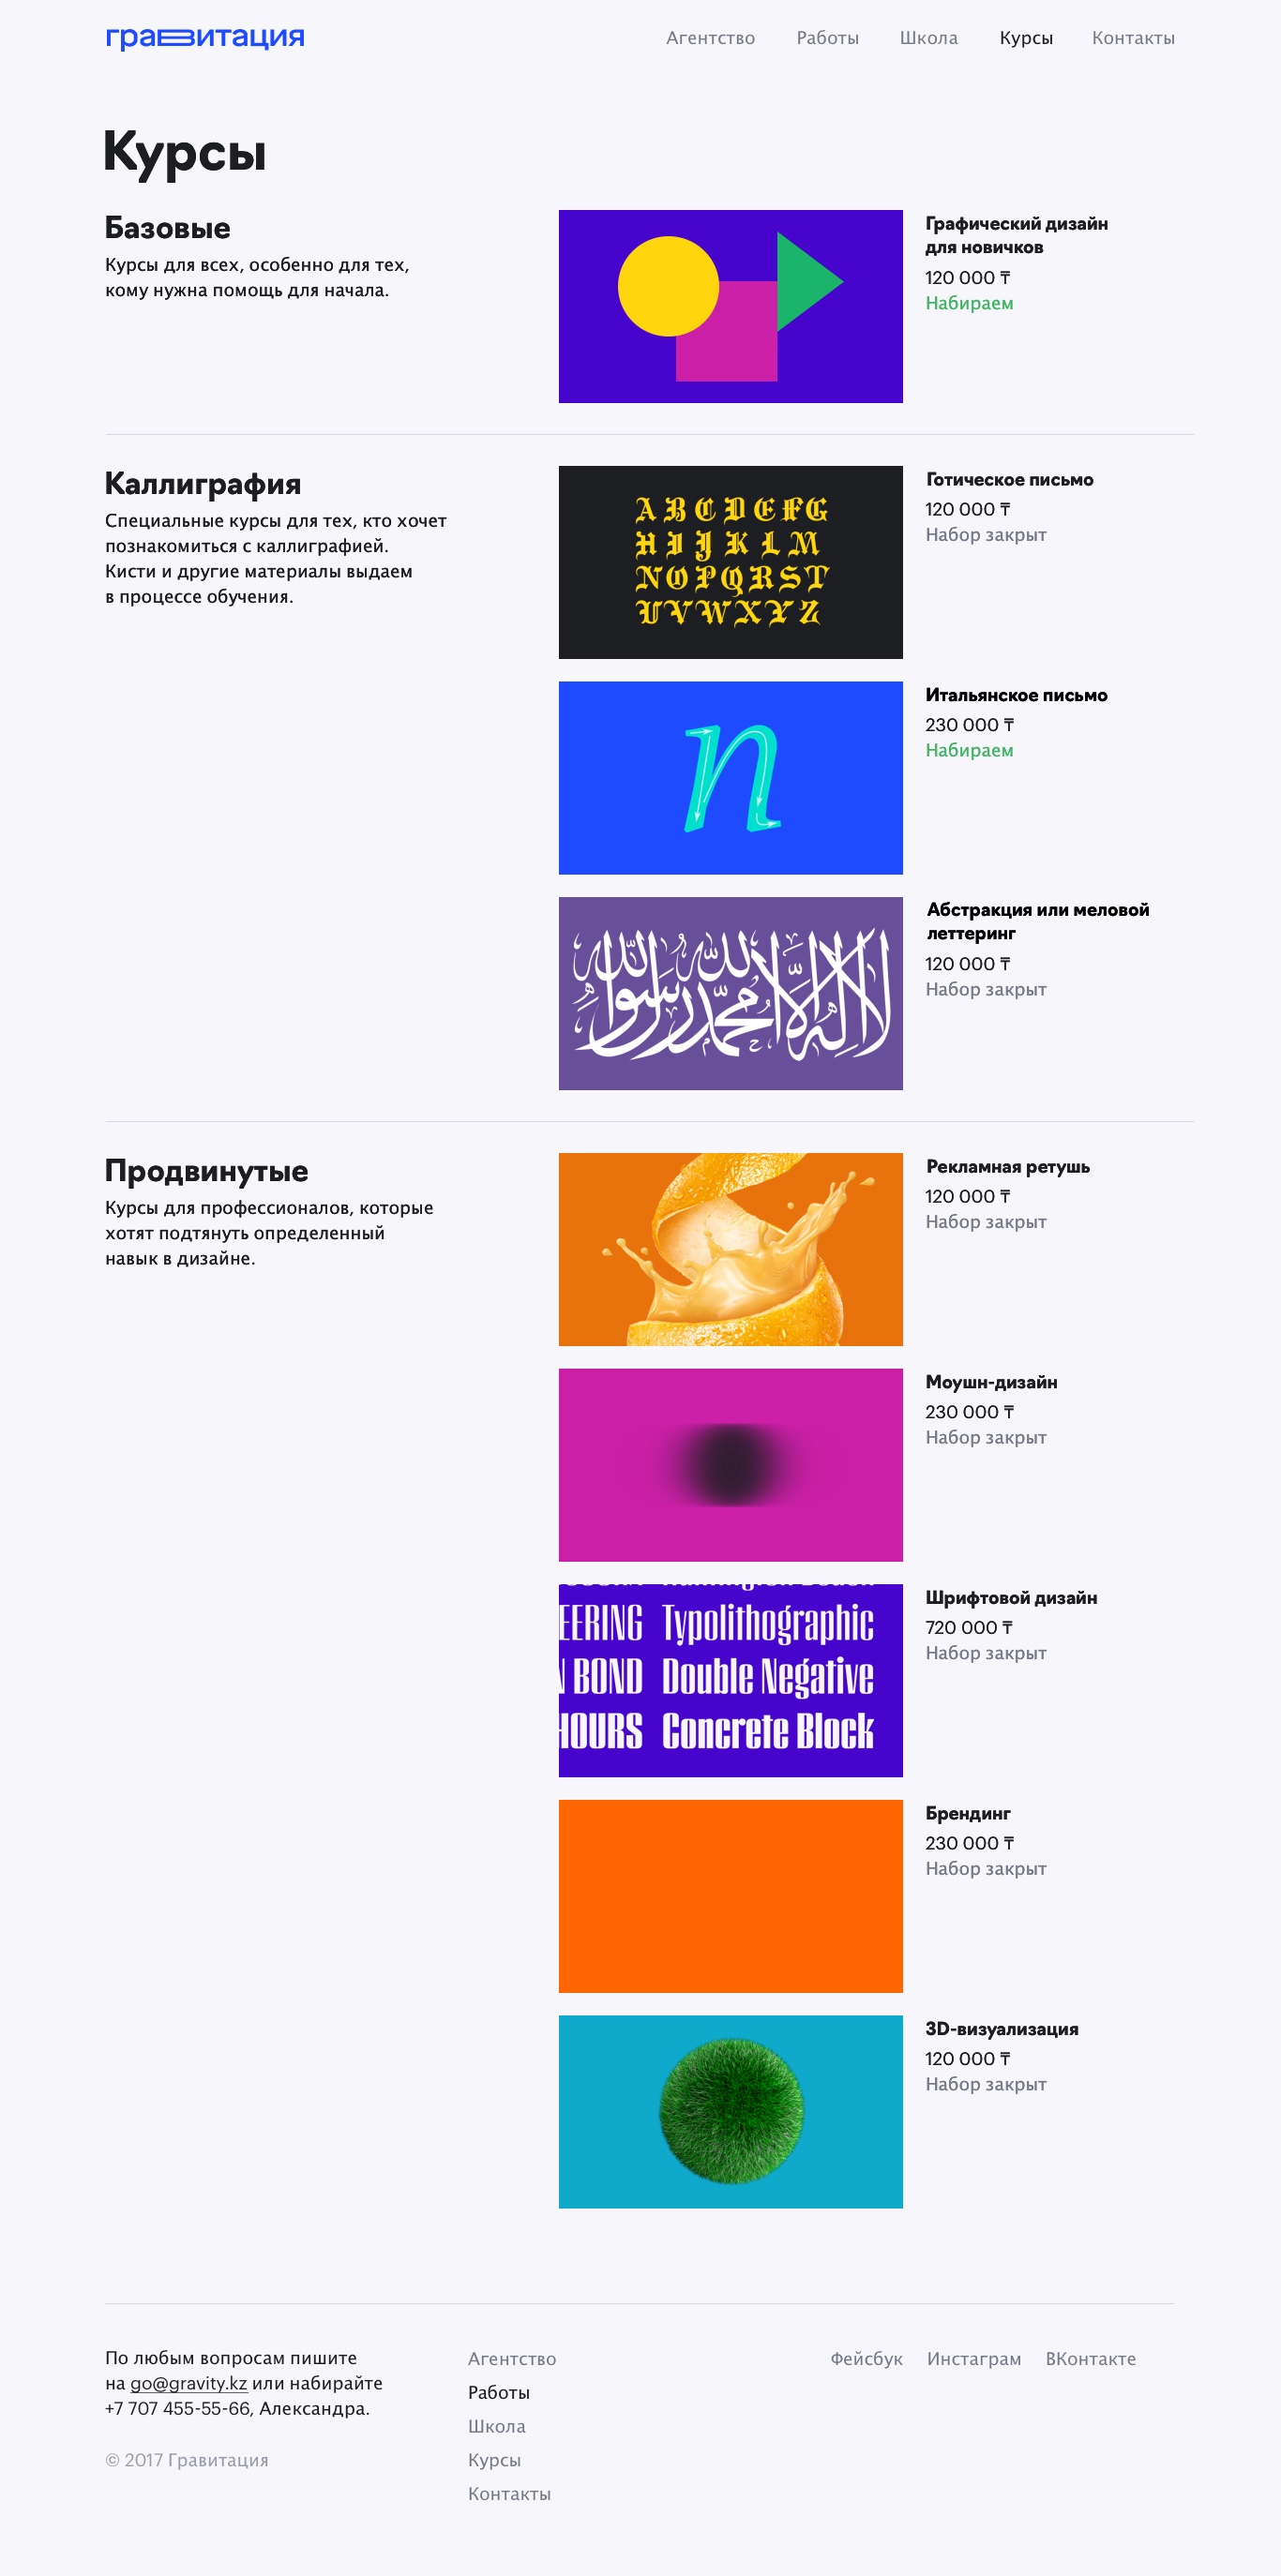 гравитация
Агентство Работы Школа Курсы Контакты
Курсы
Базовые
Курсы для всех, особенно для тех,
кому нужна помощь для начала.
Графический дизайн
для новичков
120 000 ₸
Набираем
Каллиграфия
Специальные курсы для тех, кто хочет
познакомиться с каллиграфией.
Кисти и другие материалы выдаем
в процессе обучения.
A B C D E F G
H I J K L M
N O P Q R S T
U V W X Y Z
Готическое письмо
120 000 ₸
Набор закрыт
n
Итальянское письмо
230 000 ₸
Набираем
لا إله إلا الله محمد رسول الله
Абстракция или меловой
леттеринг
120 000 ₸
Набор закрыт
Продвинутые
Курсы для профессионалов, которые
хотят подтянуть определенный
навык в дизайне.
Рекламная ретушь
120 000 ₸
Набор закрыт
Моушн-дизайн
230 000 ₸
Набор закрыт
EERING Typolithographic
N BOND Double Negative
HOURS Concrete Block
Шрифтовой дизайн
720 000 ₸
Набор закрыт
Брендинг
230 000 ₸
Набор закрыт
3D-визуализация
120 000 ₸
Набор закрыт
По любым вопросам пишите
на go@gravity.kz или набирайте
+7 707 455-55-66, Александра.
© 2017 Гравитация
Агентство
Работы
Школа
Курсы
Контакты
Фейсбук Инстаграм ВКонтакте